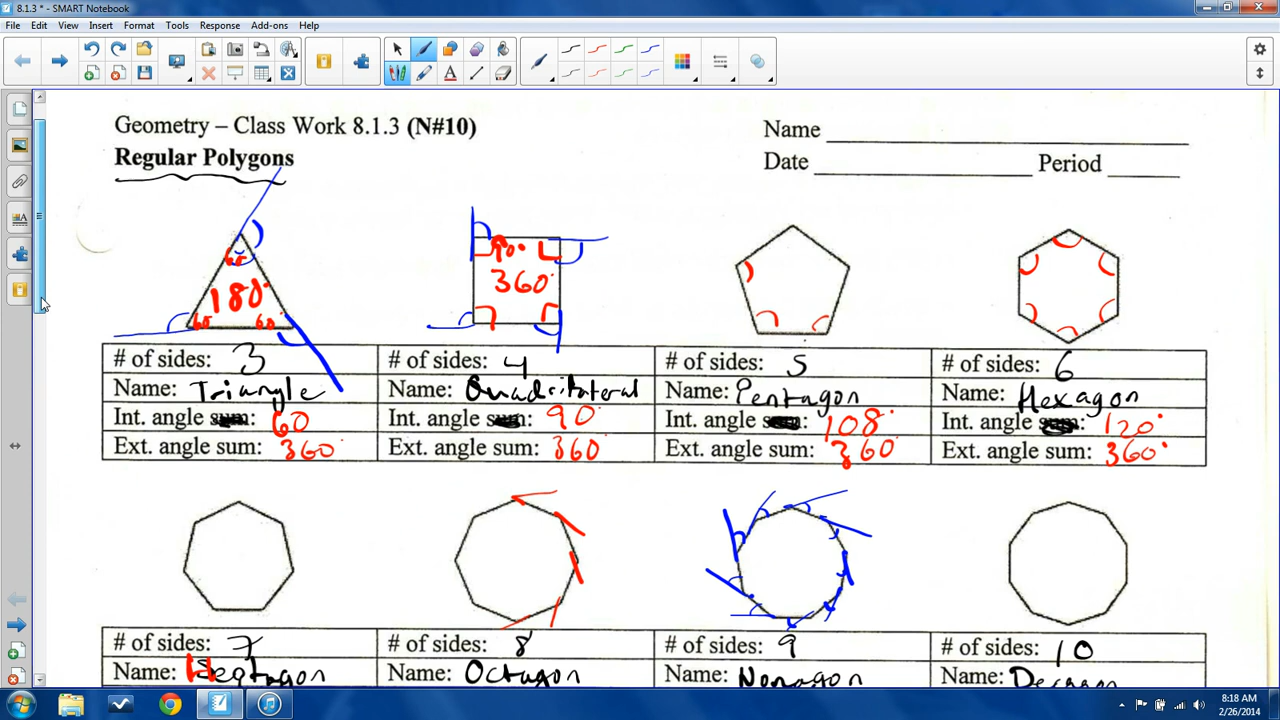 8.1.3 * - SMART Notebook
File Edit View Insert Format Tools Response Add-ons Help
Geometry – Class Work 8.1.3 (N#10)
Name
Regular Polygons
Date Period
60
180°
60 60
90°
360°
# of sides: 3
Name: Triangle
Int. angle sum: 60
Ext. angle sum: 360°
# of sides: 4
Name: Quadrilateral
Int. angle sum: 90°
Ext. angle sum: 360°
# of sides: 5
Name: Pentagon
Int. angle : 108°
Ext. angle sum: 360°
# of sides: 6
Name: Hexagon
Int. angle : 120°
Ext. angle sum: 360°
# of sides: 7
Name: Heptagon
# of sides: 8
Name: Octagon
# of sides: 9
Name: Nonagon
# of sides: 10
Name: Decagon
8:18 AM
2/26/2014